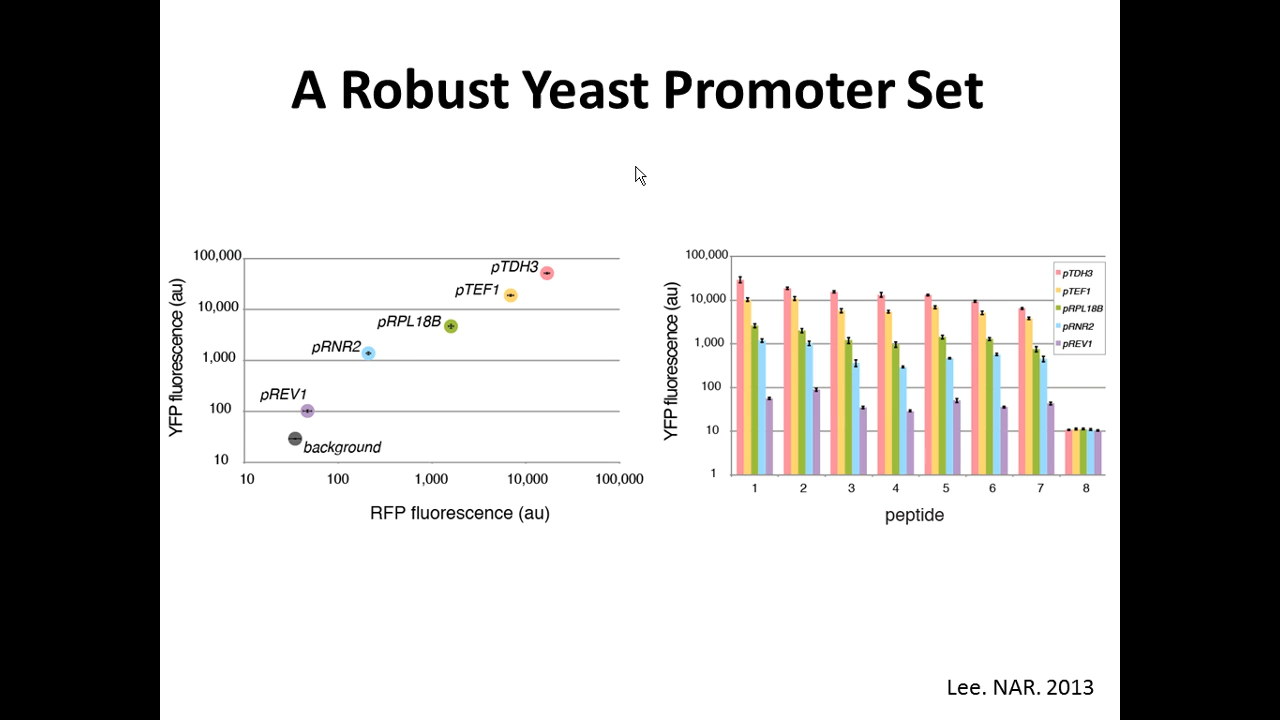 A Robust Yeast Promoter Set
YFP fluorescence (au)
100,000
10,000
1,000
100
10
pTDH3
pTEF1
pRPL18B
pRNR2
pREV1
background
10 100 1,000 10,000 100,000
RFP fluorescence (au)
YFP fluorescence (au)
100,000
10,000
1,000
100
10
1
pTDH3
pTEF1
pRPL18B
pRNR2
pREV1
1 2 3 4 5 6 7 8
peptide
Lee. NAR. 2013